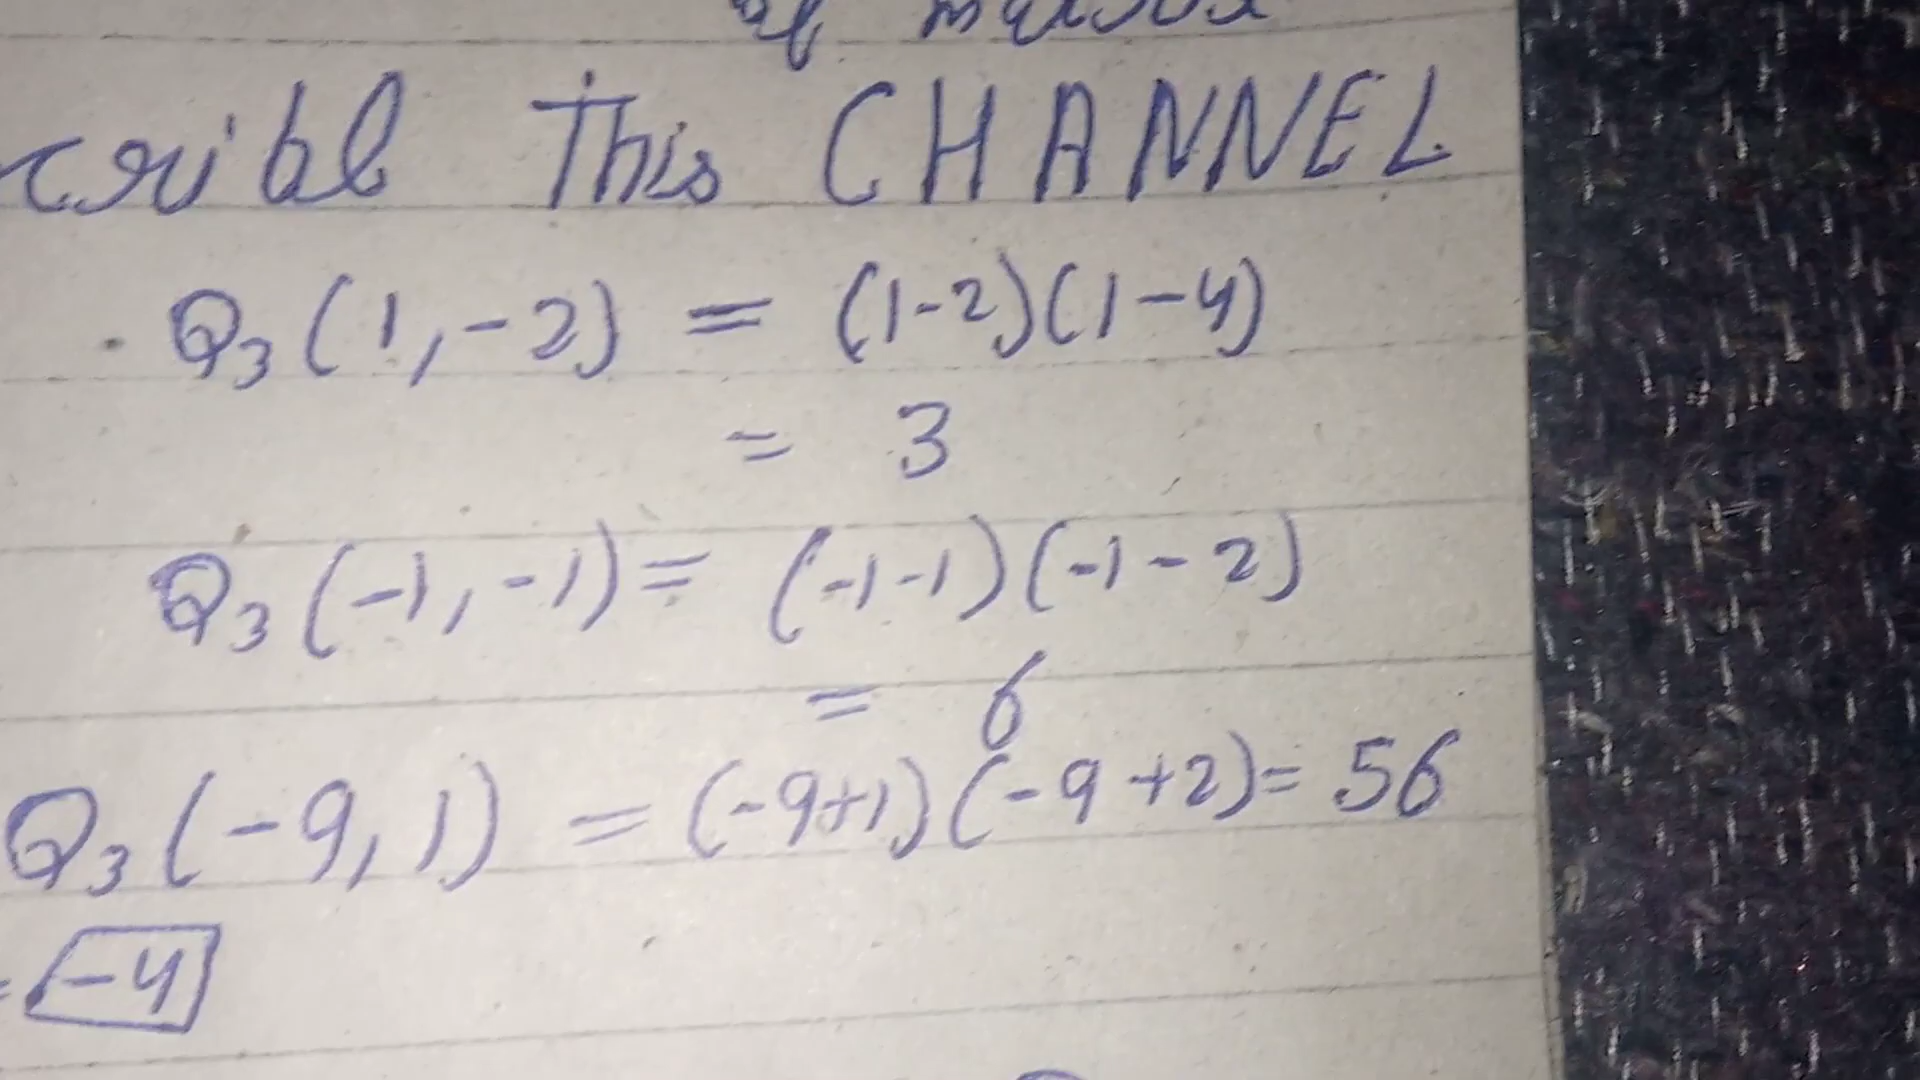 of
cribe This CHANNEL
Q₃(1,-2) = (1-2)(1-4)
= 3
Q₃(-1,-1) = (-1-1)(-1-2)
= 6
Q₃(-9,1) = (-9+1)(-9+2) = 56
= -4